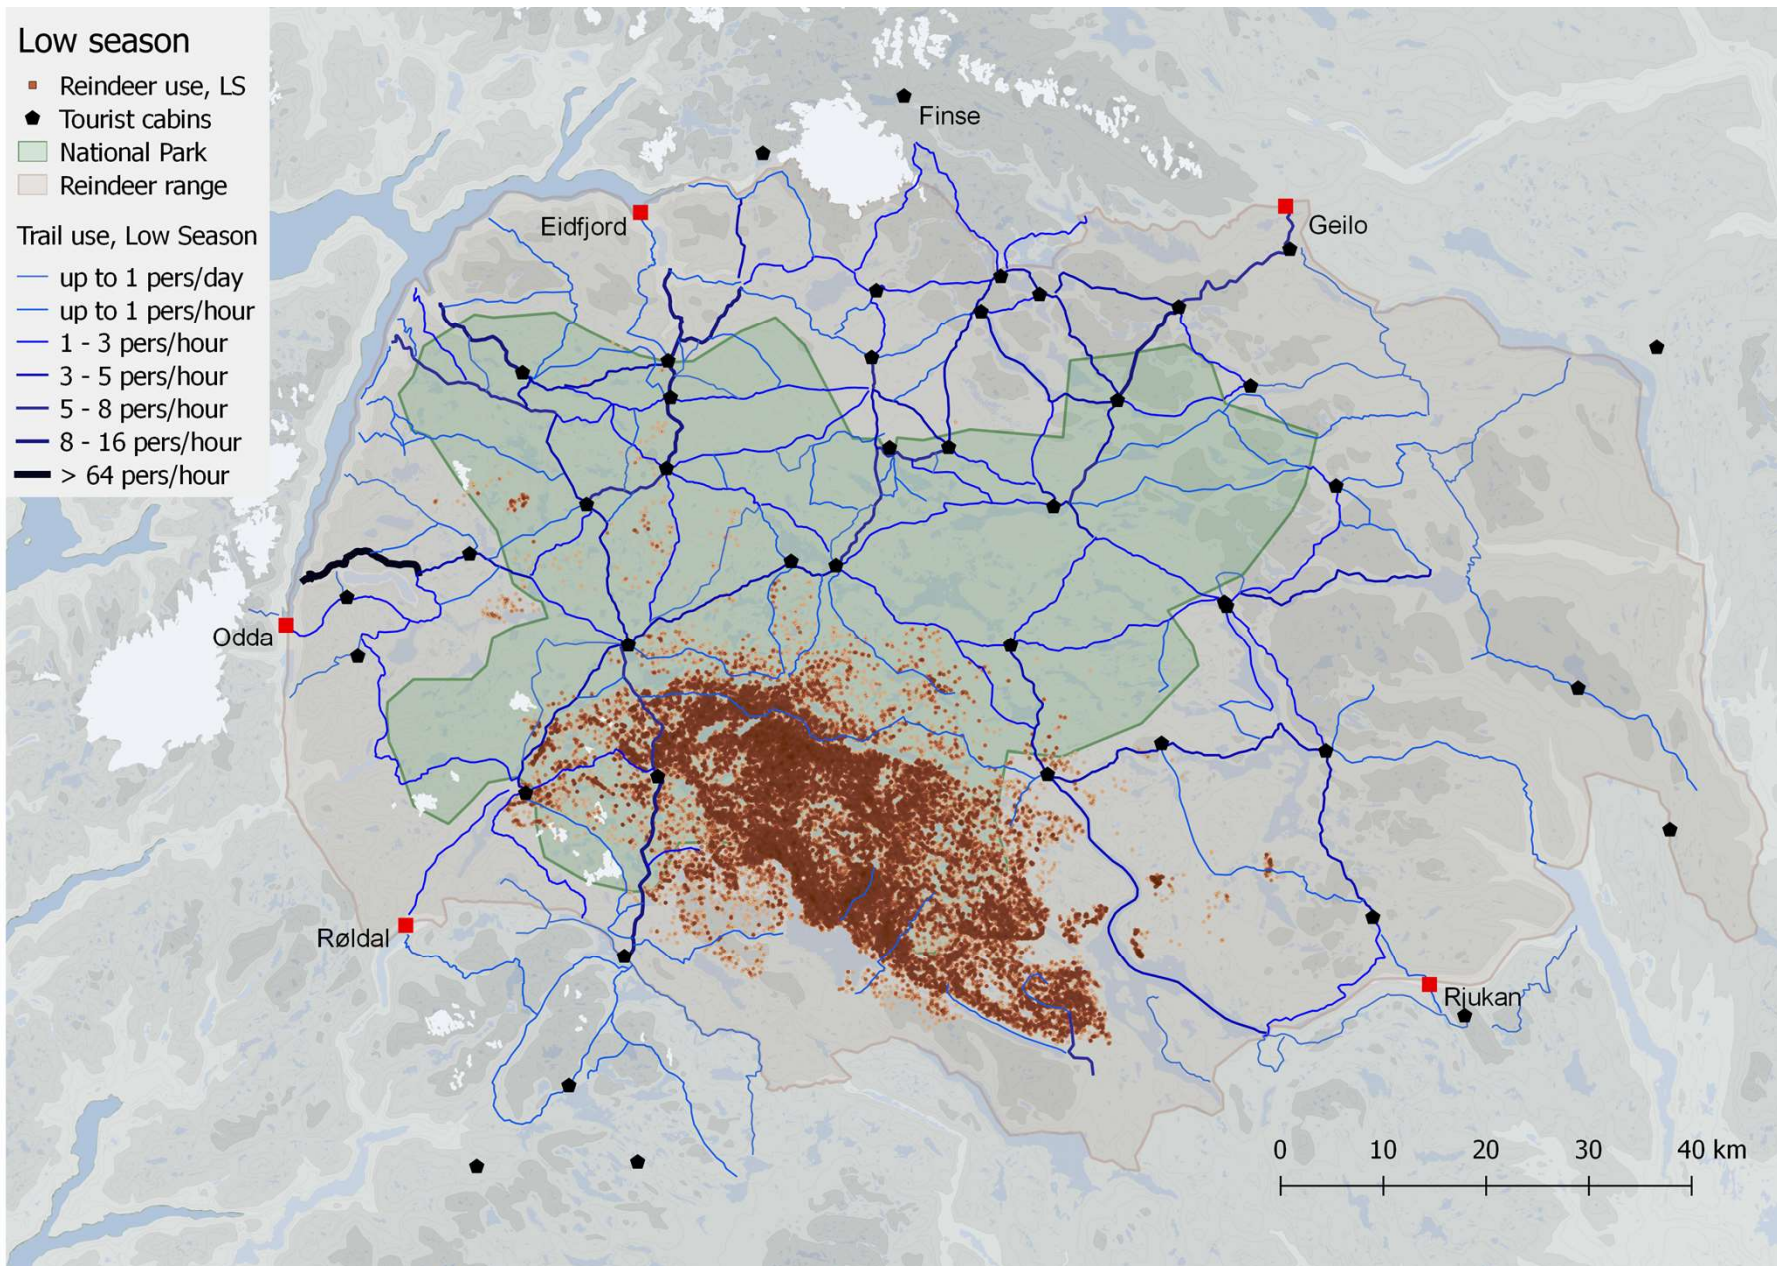 Low season
Reindeer use, LS
Tourist cabins
National Park
Reindeer range
Trail use, Low Season
up to 1 pers/day
up to 1 pers/hour
1 - 3 pers/hour
3 - 5 pers/hour
5 - 8 pers/hour
8 - 16 pers/hour
> 64 pers/hour
Finse
Eidfjord
Geilo
Odda
Røldal
Rjukan
0 10 20 30 40 km